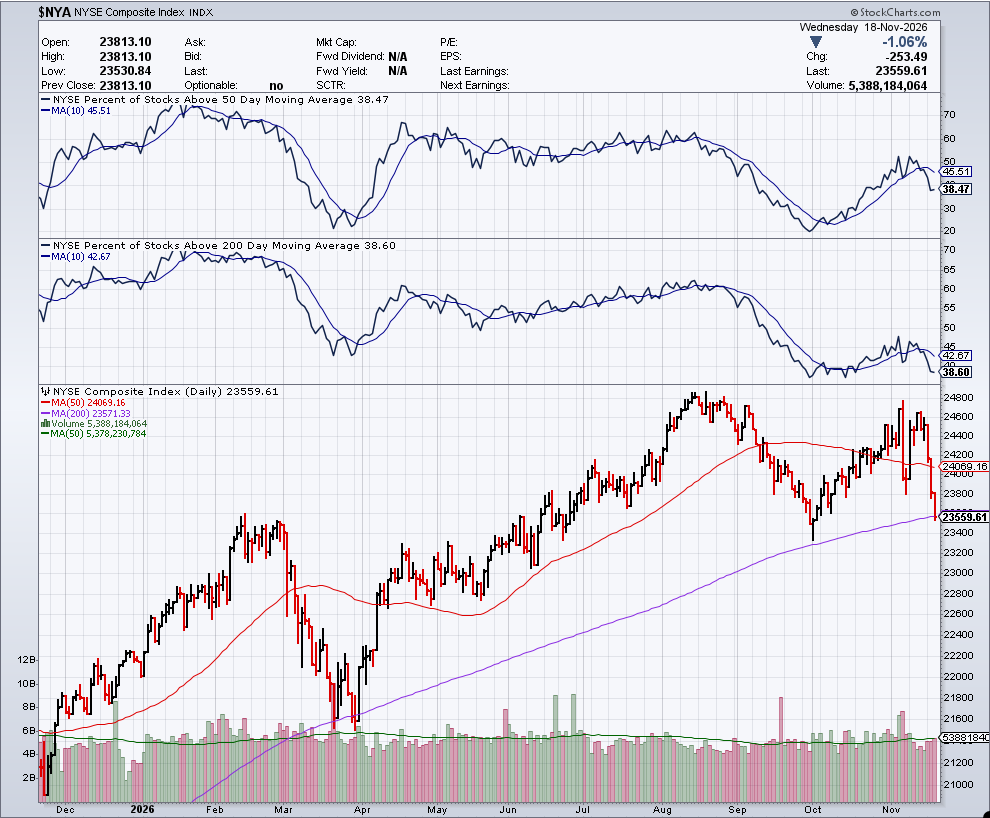 $NYA NYSE Composite Index INDX
© StockCharts.com
Wednesday 18-Nov-2026
Open: 23813.10 Ask: Mkt Cap: P/E: ▼ -1.06%
High: 23813.10 Bid: Fwd Dividend: N/A EPS: Chg: -253.49
Low: 23530.84 Last: Fwd Yield: N/A Last Earnings: Last: 23559.61
Prev Close: 23813.10 Optionable: no SCTR: Next Earnings: Volume: 5,388,184,064
NYSE Percent of Stocks Above 50 Day Moving Average 38.47
MA(10) 45.51
70
60
50
45.51
38.47
30
20
NYSE Percent of Stocks Above 200 Day Moving Average 38.60
MA(10) 42.67
70
65
60
55
50
45
42.67
38.60
NYSE Composite Index (Daily) 23559.61
MA(50) 24069.16
MA(200) 23571.33
Volume 5,388,184,064
MA(50) 5,378,230,784
24800
24600
24400
24200
24069.16
24000
23800
23559.61
23400
23200
23000
22800
22600
22400
22200
22000
21800
21600
53881840
21200
21000
12B
10B
8B
6B
4B
2B
Dec 2026 Feb Mar Apr May Jun Jul Aug Sep Oct Nov